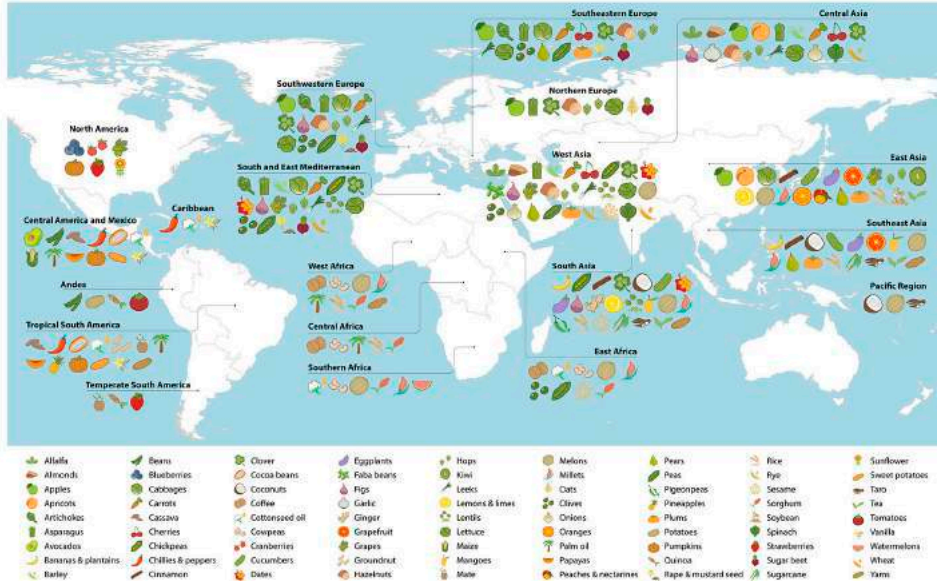 Southeastern Europe
Central Asia
Southwestern Europe
Northern Europe
North America
West Asia
East Asia
South and East Mediterranean
Caribbean
Central America and Mexico
Southeast Asia
West Africa
South Asia
Andes
Pacific Region
Tropical South America
Central Africa
East Africa
Southern Africa
Temperate South America
Alfalfa
Almonds
Apples
Apricots
Artichokes
Asparagus
Avocados
Bananas & plantains
Barley
Beans
Blueberries
Cabbages
Carrots
Cassava
Cherries
Chickpeas
Chillies & peppers
Cinnamon
Clover
Cocoa beans
Coconuts
Coffee
Cottonseed oil
Cowpeas
Cranberries
Cucumbers
Dates
Eggplants
Faba beans
Figs
Garlic
Ginger
Grapefruit
Grapes
Groundnut
Hazelnuts
Hops
Kiwi
Leeks
Lemons & limes
Lentils
Lettuce
Maize
Mangoes
Mate
Melons
Millets
Oats
Olives
Onions
Oranges
Palm oil
Papayas
Peaches & nectarines
Pears
Peas
Pigeonpeas
Pineapples
Plums
Potatoes
Pumpkins
Quinoa
Rape & mustard seed
Rice
Rye
Sesame
Sorghum
Soybean
Spinach
Strawberries
Sugar beet
Sugarcane
Sunflower
Sweet potatoes
Taro
Tea
Tomatoes
Vanilla
Watermelons
Wheat
Yams